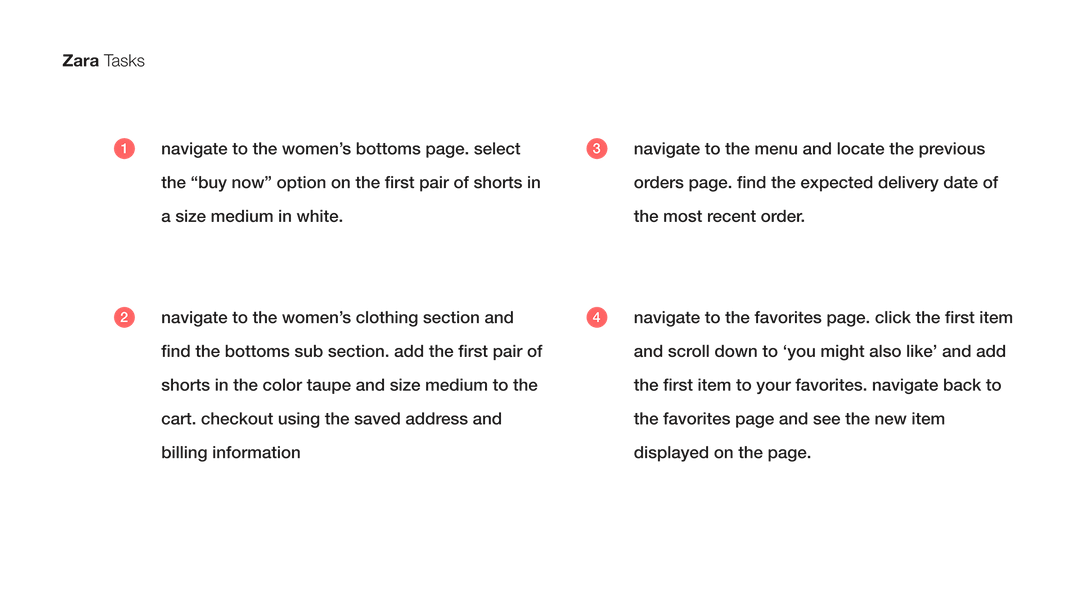 Zara Tasks
1
navigate to the women’s bottoms page. select
the “buy now” option on the first pair of shorts in
a size medium in white.
2
navigate to the women’s clothing section and
find the bottoms sub section. add the first pair of
shorts in the color taupe and size medium to the
cart. checkout using the saved address and
billing information
3
navigate to the menu and locate the previous
orders page. find the expected delivery date of
the most recent order.
4
navigate to the favorites page. click the first item
and scroll down to ‘you might also like’ and add
the first item to your favorites. navigate back to
the favorites page and see the new item
displayed on the page.